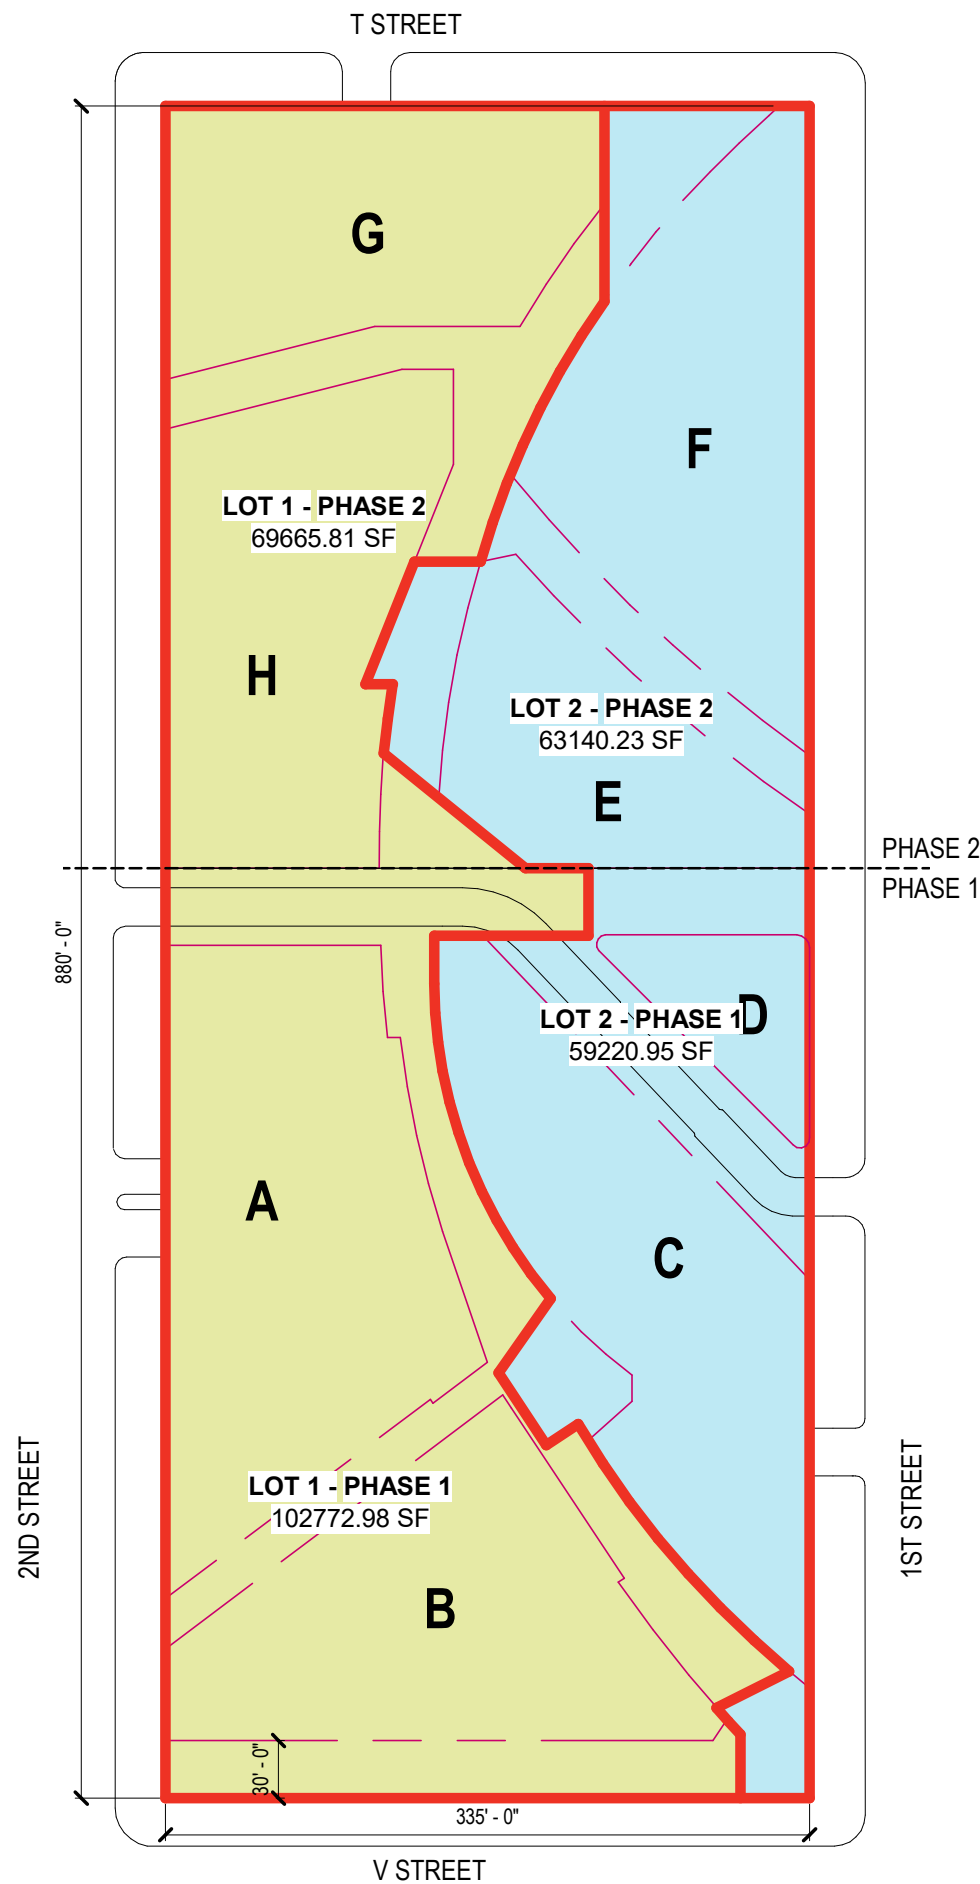 T STREET
G
F
LOT 1 - PHASE 2
69665.81 SF
H
LOT 2 - PHASE 2
63140.23 SF
E
PHASE 2
PHASE 1
880' - 0"
D
LOT 2 - PHASE 1
59220.95 SF
A
C
2ND STREET
1ST STREET
LOT 1 - PHASE 1
102772.98 SF
B
30' - 0"
335' - 0"
V STREET